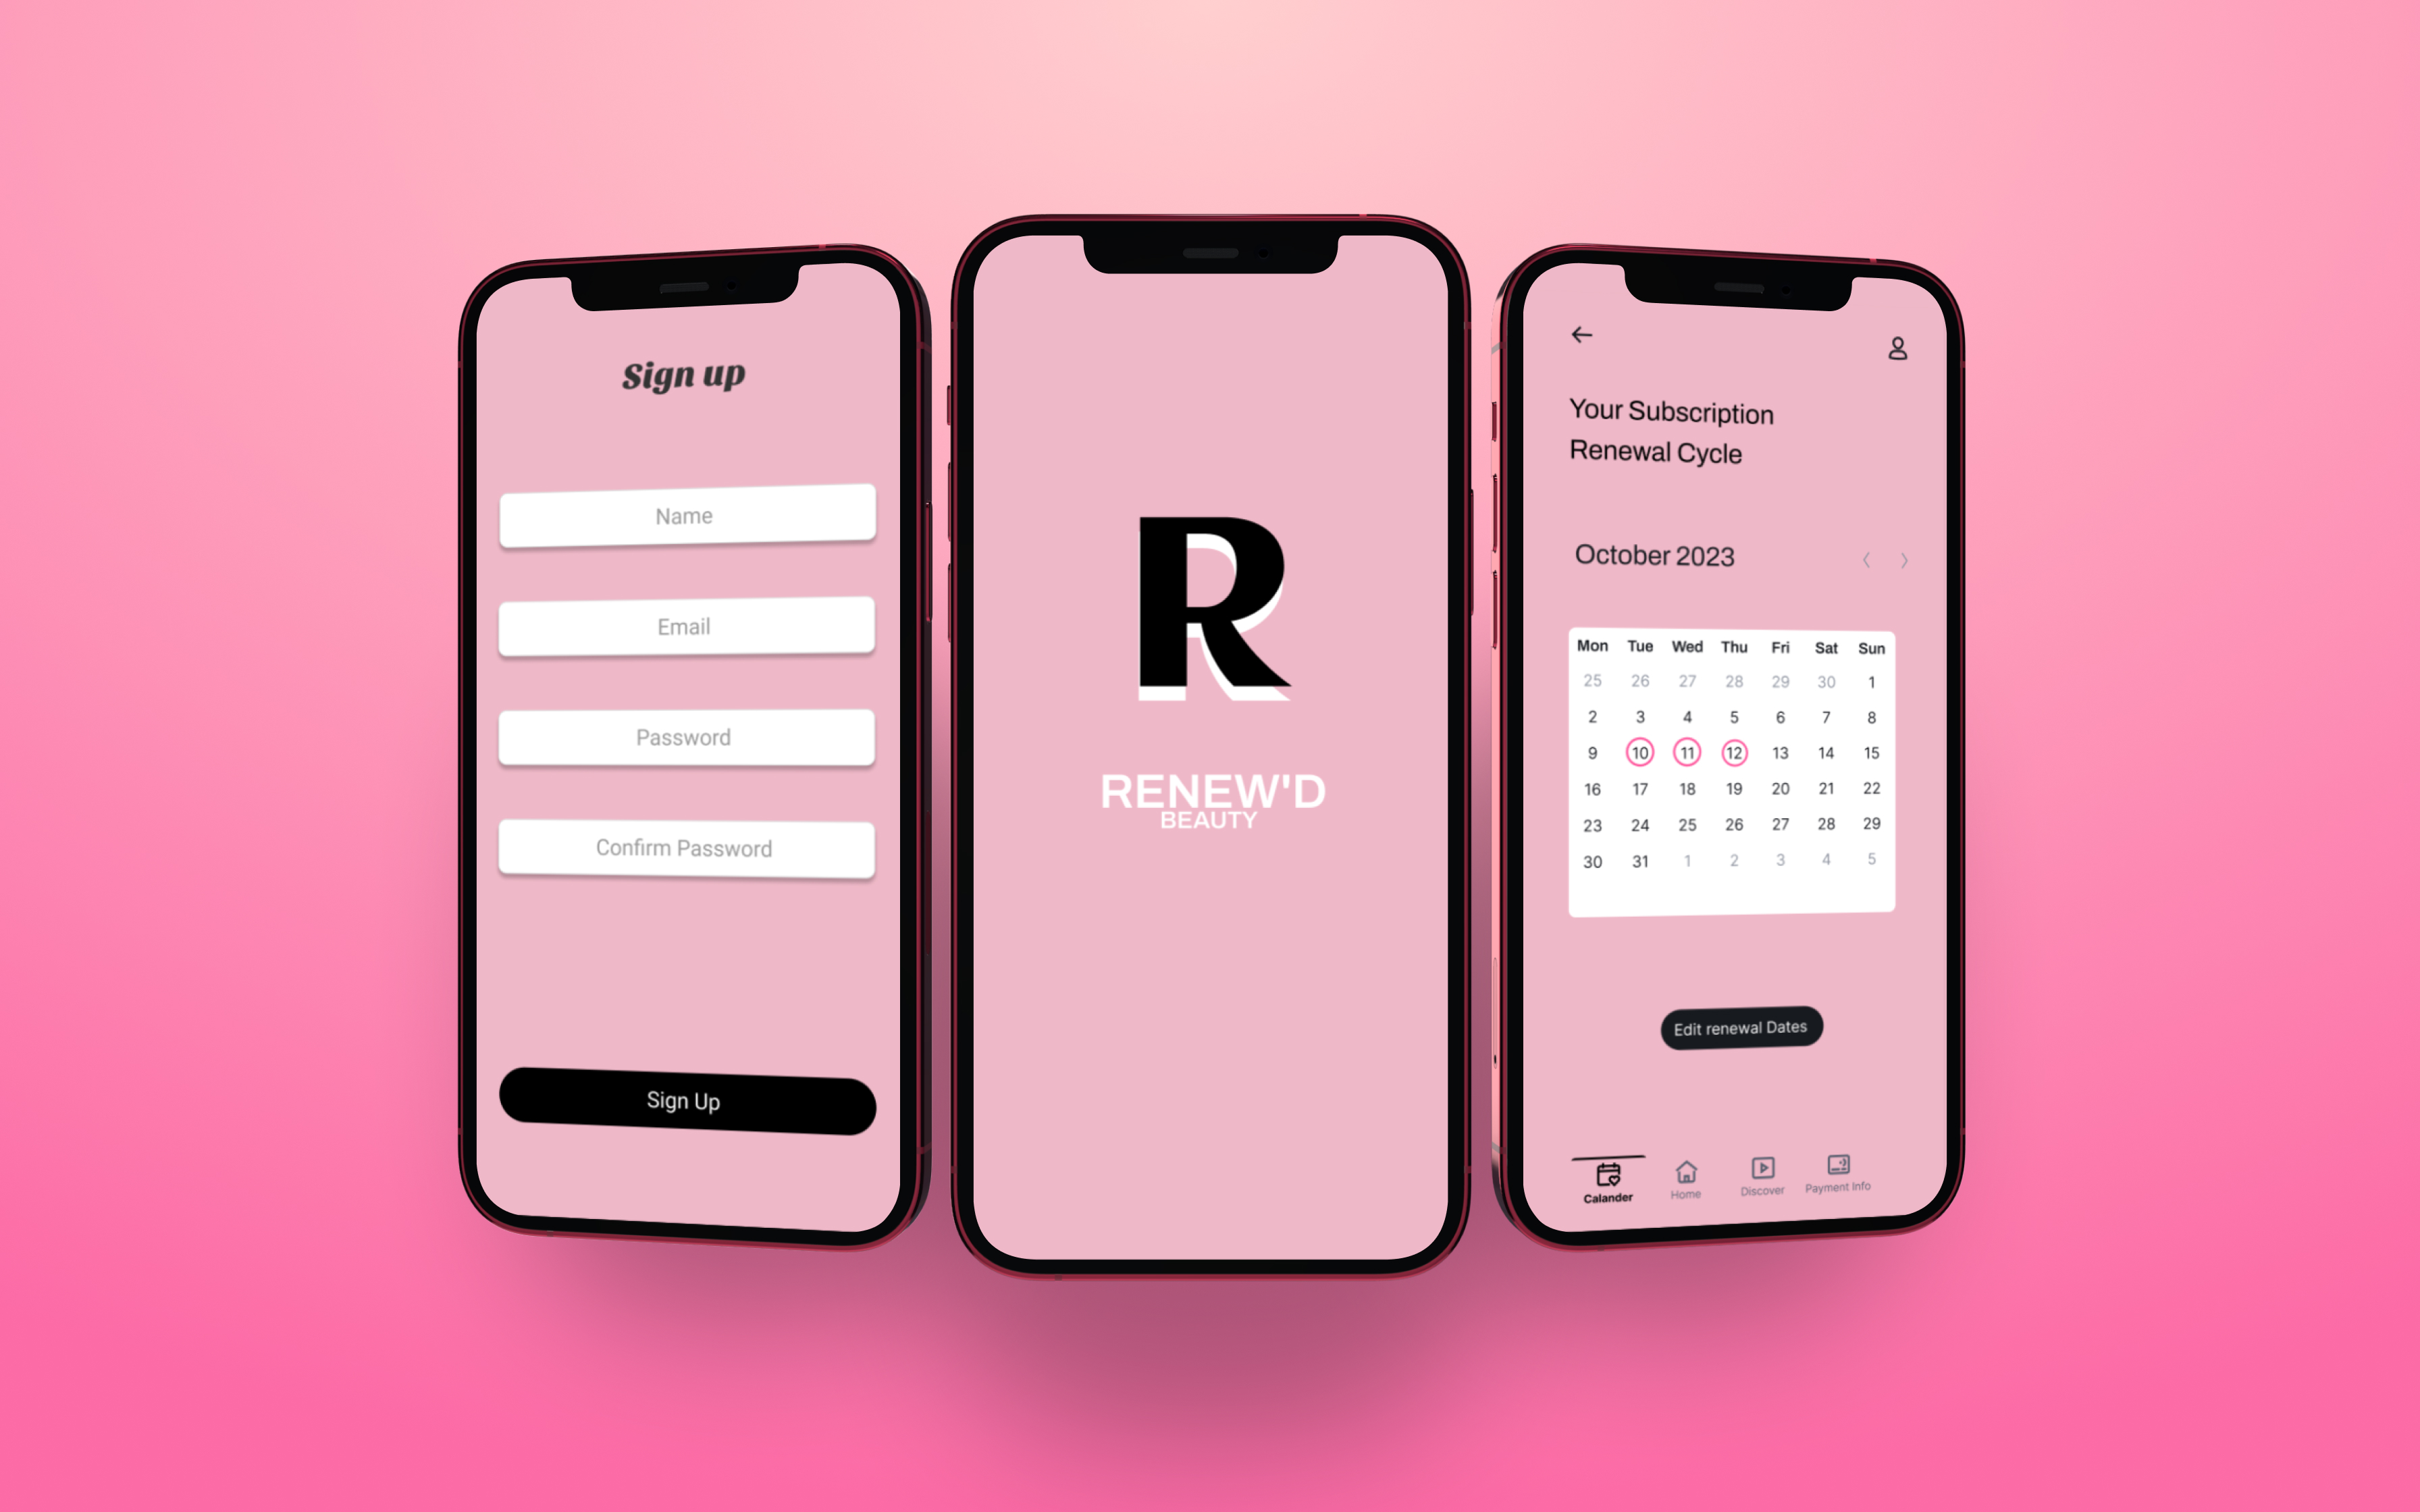 Sign up
Name
Email
Password
Confirm Password
Sign Up
R
RENEW'D
BEAUTY
Your Subscription
Renewal Cycle
October 2023
Mon Tue Wed Thu Fri Sat Sun
25 26 27 28 29 30 1
2 3 4 5 6 7 8
9 10 11 12 13 14 15
16 17 18 19 20 21 22
23 24 25 26 27 28 29
30 31 1 2 3 4 5
Edit renewal Dates
Calander Home Discover Payment Info